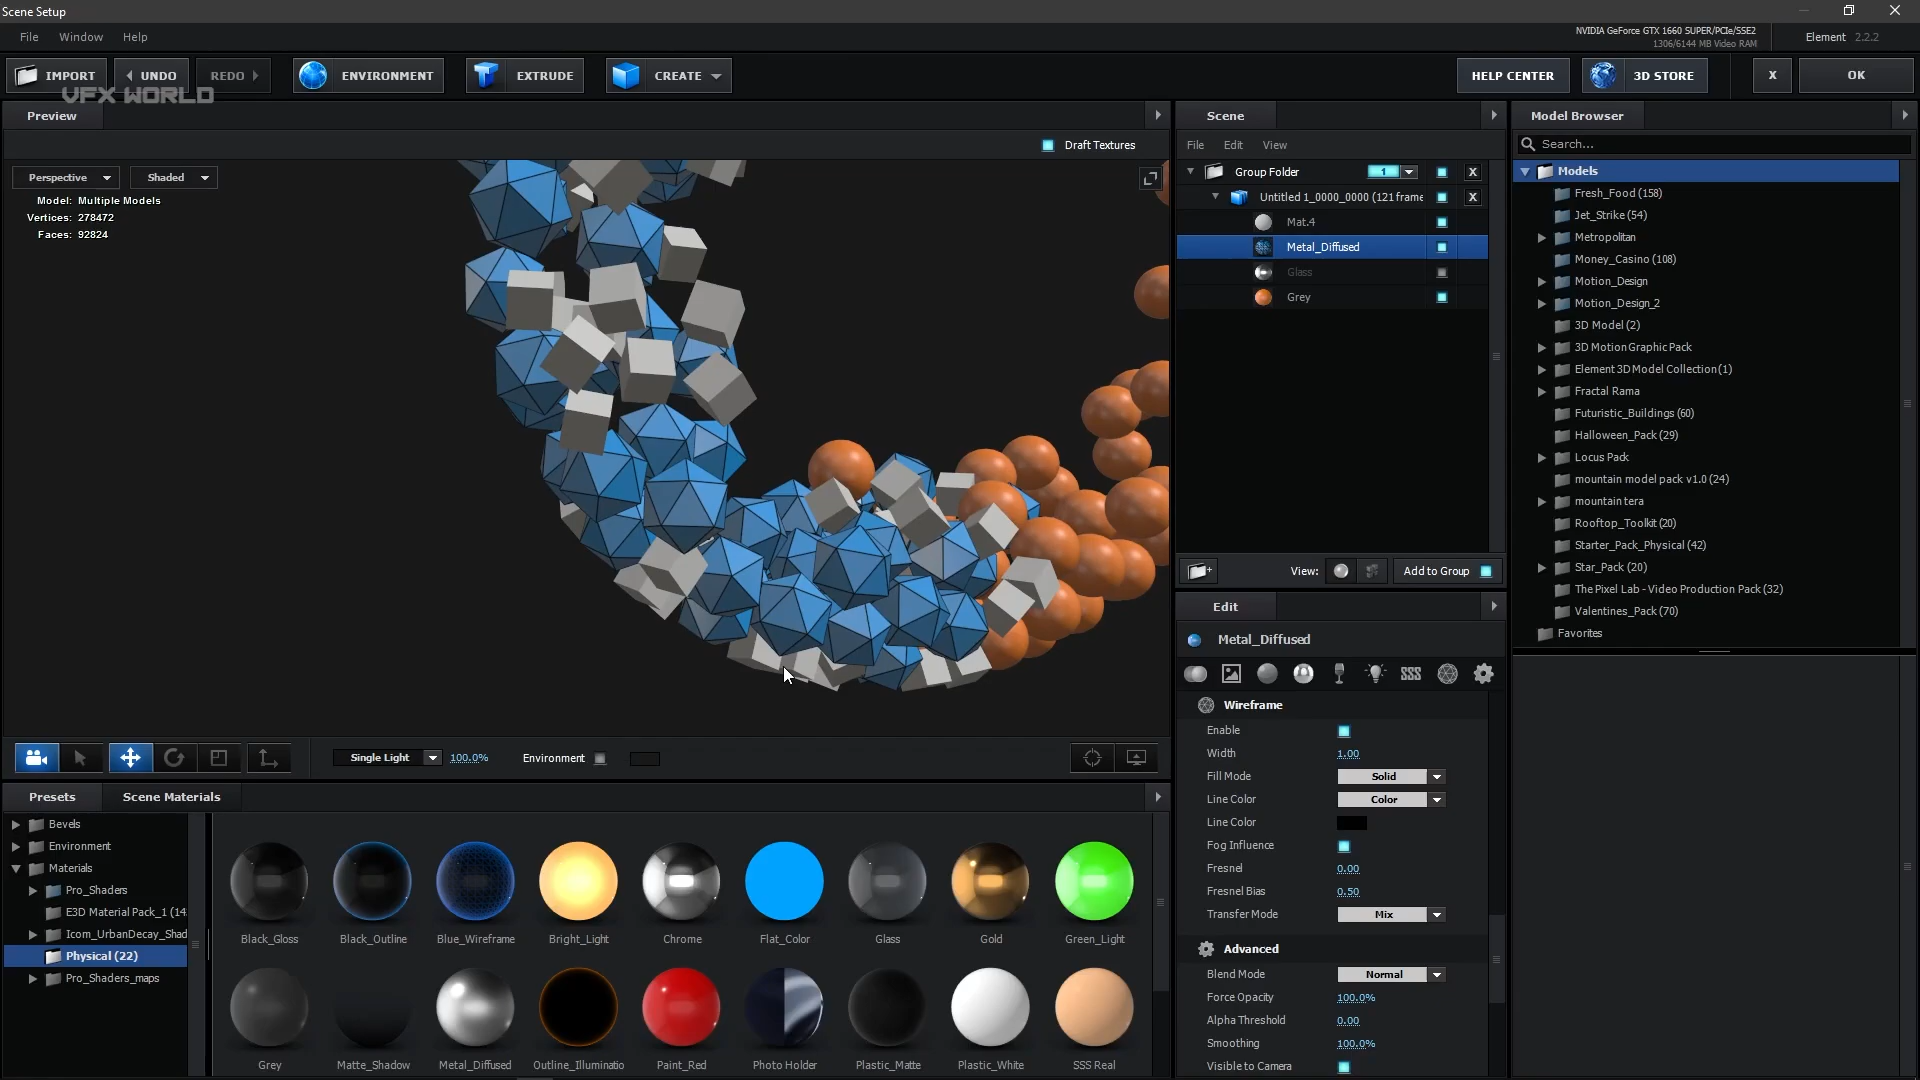 Scene Setup
File Window Help
NVIDIA GeForce GTX 1660 SUPER/PCIe/SSE2
1306/6144 MB Video RAM
Element 2.2.2
IMPORT UNDO REDO ENVIRONMENT EXTRUDE CREATE HELP CENTER 3D STORE X OK
VFX WORLD
Preview
Draft Textures
Perspective Shaded
Model: Multiple Models
Vertices: 278472
Faces: 92824
Single Light 100.0% Environment
Scene
File Edit View
Group Folder 1 X
Untitled 1_0000_0000 (121 frame X
Mat.4
Metal_Diffused
Glass
Grey
View: Add to Group
Edit
Metal_Diffused
Wireframe
Enable
Width 1.00
Fill Mode Solid
Line Color Color
Line Color
Fog Influence
Fresnel 0.00
Fresnel Bias 0.50
Transfer Mode Mix
Advanced
Blend Mode Normal
Force Opacity 100.0%
Alpha Threshold 0.00
Smoothing 100.0%
Visible to Camera
Model Browser
Search...
Models
Fresh_Food (158)
Jet_Strike (54)
Metropolitan
Money_Casino (108)
Motion_Design
Motion_Design_2
3D Model (2)
3D Motion Graphic Pack
Element 3D Model Collection (1)
Fractal Rama
Futuristic_Buildings (60)
Halloween_Pack (29)
Locus Pack
mountain model pack v1.0 (24)
mountain tera
Rooftop_Toolkit (20)
Starter_Pack_Physical (42)
Star_Pack (20)
The Pixel Lab - Video Production Pack (32)
Valentines_Pack (70)
Favorites
Presets Scene Materials
Bevels
Environment
Materials
Pro_Shaders
E3D Material Pack_1 (14
Icom_UrbanDecay_Shad
Physical (22)
Pro_Shaders_maps
Black_Gloss Black_Outline Blue_Wireframe Bright_Light Chrome Flat_Color Glass Gold Green_Light
Grey Matte_Shadow Metal_Diffused Outline_Illuminatio Paint_Red Photo Holder Plastic_Matte Plastic_White SSS Real